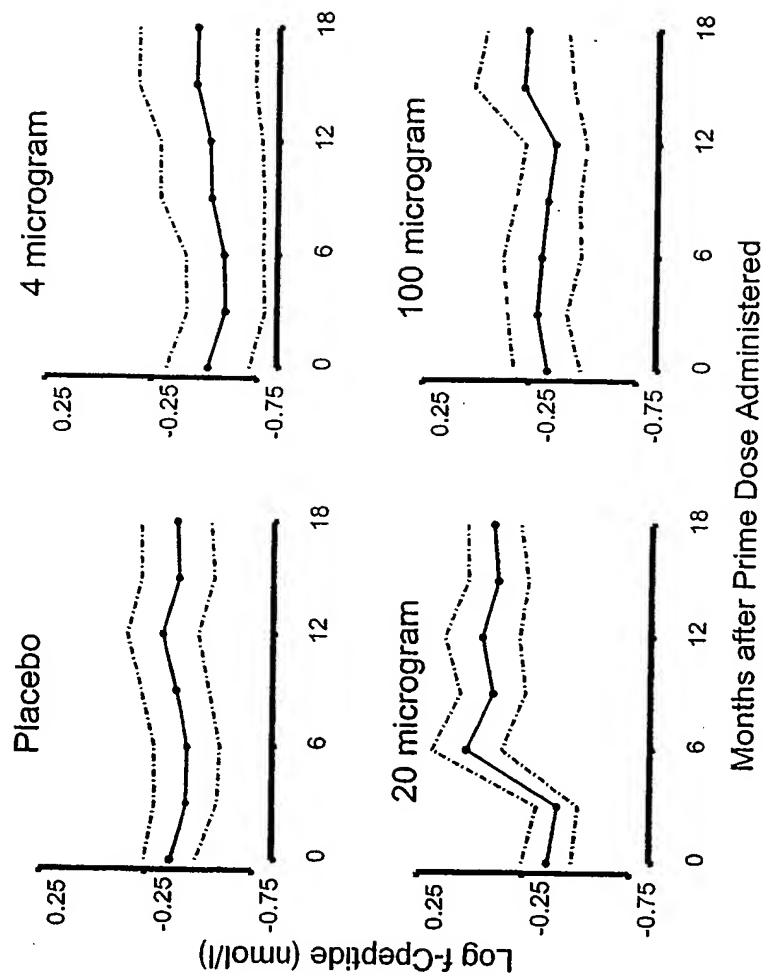 Placebo
4 microgram
0.25
-0.25
-0.75
0 6 12 18
0.25
-0.25
-0.75
0 6 12 18
20 microgram
100 microgram
0.25
-0.25
-0.75
0 6 12 18
0.25
-0.25
-0.75
0 6 12 18
Log f-Cpeptide (nmol/l)
Months after Prime Dose Administered